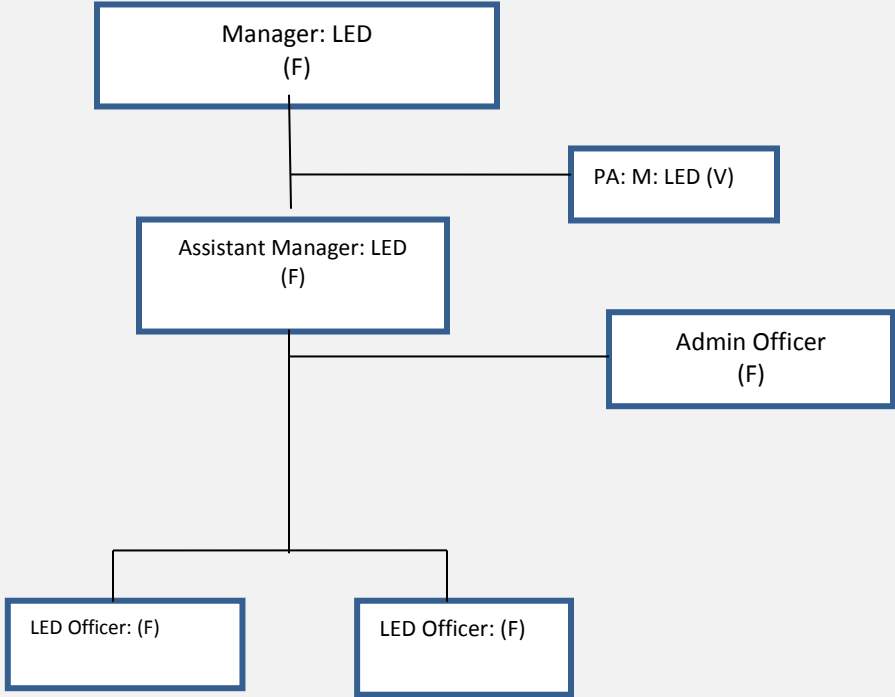 Manager: LED
(F)
PA: M: LED (V)
Assistant Manager: LED
(F)
Admin Officer
(F)
LED Officer: (F)
LED Officer: (F)